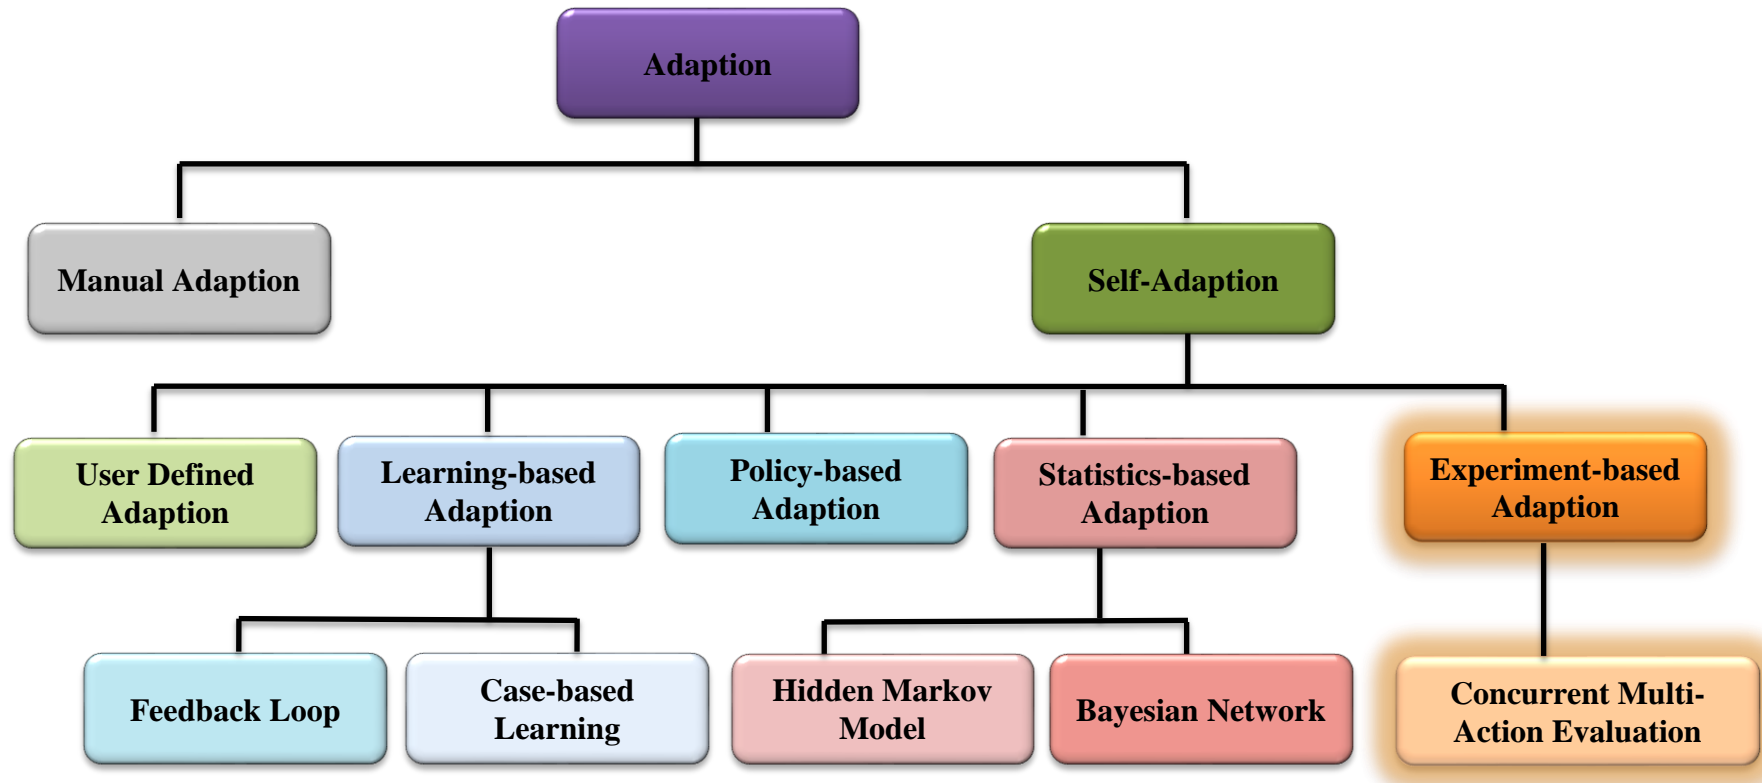 Adaption
Manual Adaption
Self-Adaption
User Defined
Adaption
Learning-based
Adaption
Policy-based
Adaption
Statistics-based
Adaption
Experiment-based
Adaption
Feedback Loop
Case-based
Learning
Hidden Markov
Model
Bayesian Network
Concurrent Multi-
Action Evaluation